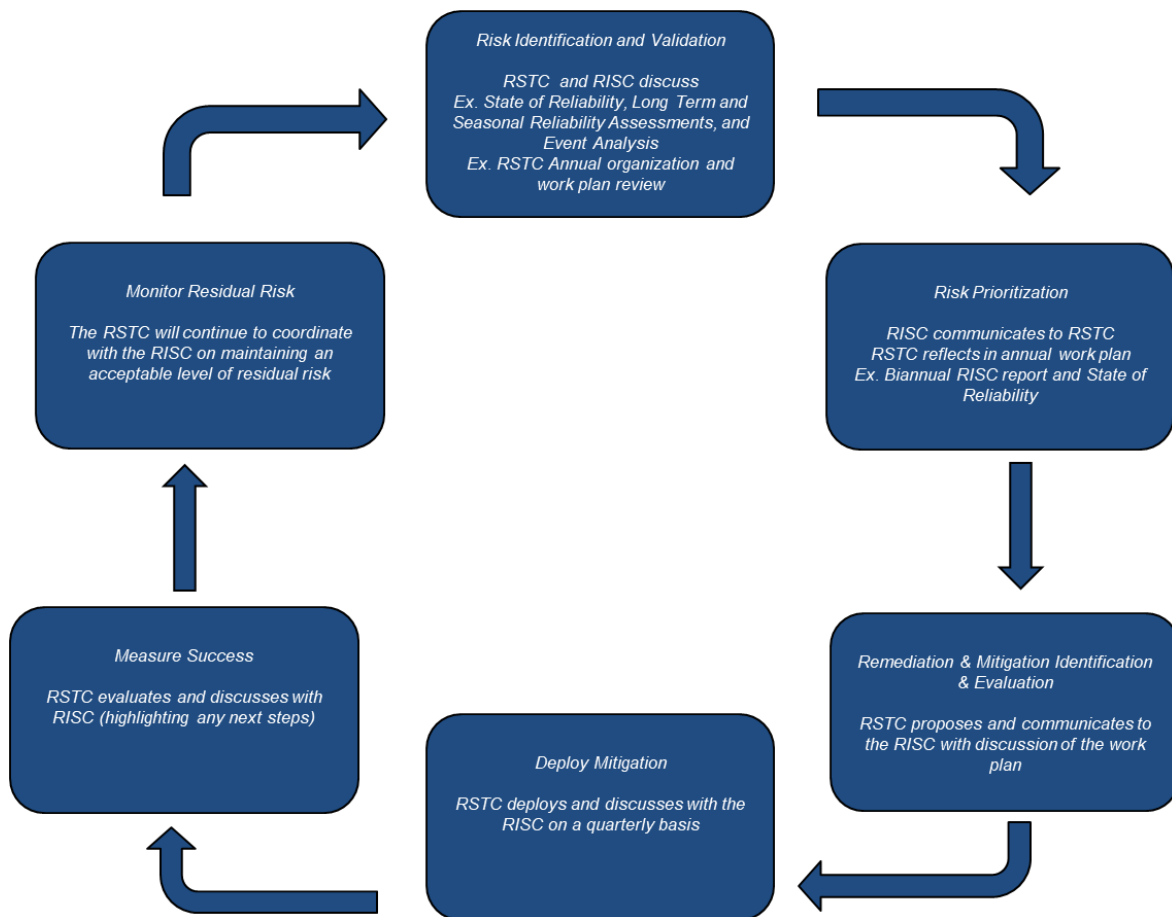 Risk Identification and Validation
RSTC and RISC discuss
Ex. State of Reliability, Long Term and
Seasonal Reliability Assessments, and
Event Analysis
Ex. RSTC Annual organization and
work plan review
Risk Prioritization
RISC communicates to RSTC
RSTC reflects in annual work plan
Ex. Biannual RISC report and State of
Reliability
Remediation & Mitigation Identification
& Evaluation
RSTC proposes and communicates to
the RISC with discussion of the work
plan
Deploy Mitigation
RSTC deploys and discusses with the
RISC on a quarterly basis
Measure Success
RSTC evaluates and discusses with
RISC (highlighting any next steps)
Monitor Residual Risk
The RSTC will continue to coordinate
with the RISC on maintaining an
acceptable level of residual risk